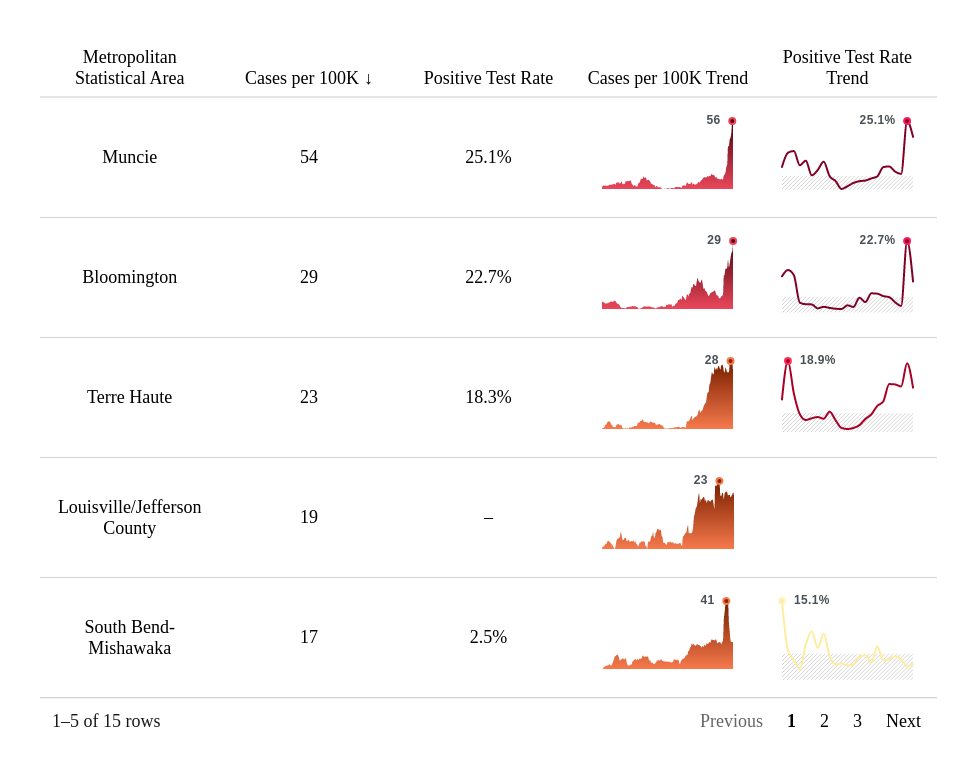 Metropolitan
Statistical Area
Cases per 100K ↓
Positive Test Rate
Cases per 100K Trend
Positive Test Rate
Trend
Muncie
54
25.1%
56
25.1%
Bloomington
29
22.7%
29
22.7%
Terre Haute
23
18.3%
28
18.9%
Louisville/Jefferson
County
19
–
23
South Bend-
Mishawaka
17
2.5%
41
15.1%
1–5 of 15 rows
Previous 1 2 3 Next